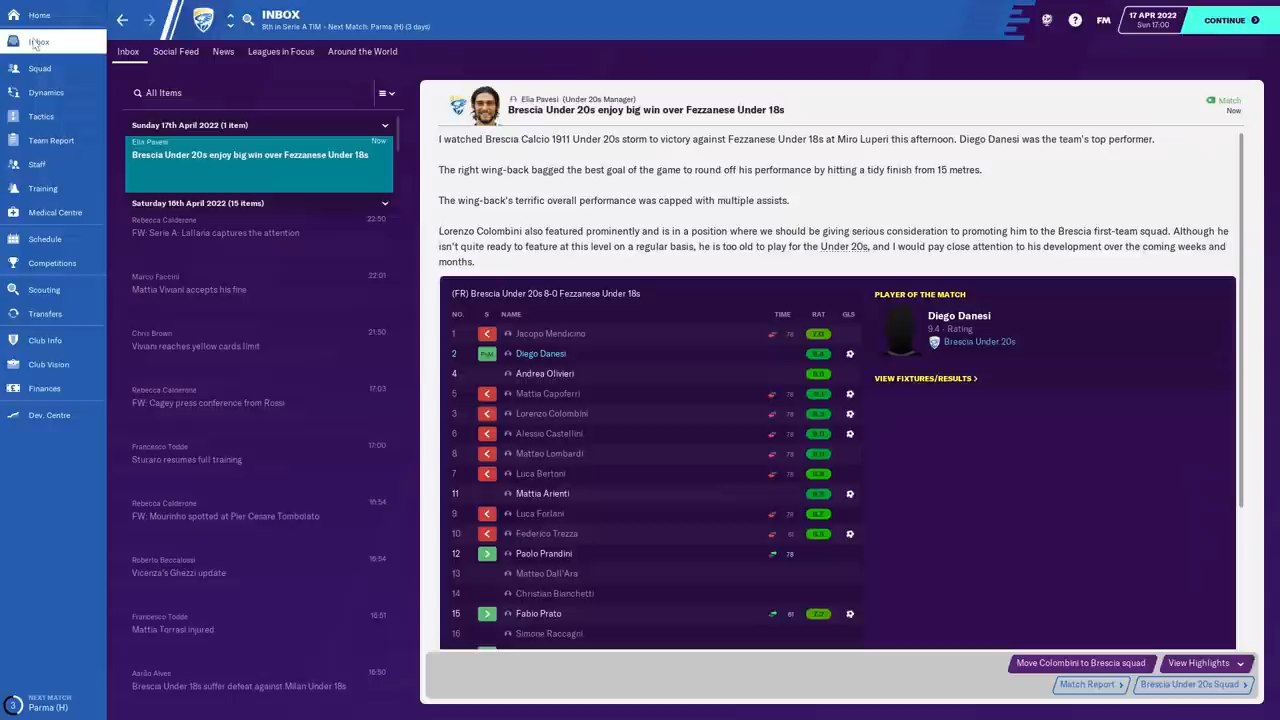 Home
Inbox
Squad
Dynamics
Tactics
Team Report
Staff
Training
Medical Centre
Schedule
Competitions
Scouting
Transfers
Club Info
Club Vision
Finances
Dev. Centre
3
NEXT MATCH
Parma (H)
INBOX
8th in Serie A TIM - Next Match: Parma (H) (3 days)
?
FM
17 APR 2022
Sun 17:00
CONTINUE
Inbox
Social Feed
News
Leagues in Focus
Around the World
All Items
Sunday 17th April 2022 (1 item)
Elia Pavesi
Now
Brescia Under 20s enjoy big win over Fezzanese Under 18s
Saturday 16th April 2022 (15 items)
Rebecca Calderone
22:50
FW: Serie A: Lallana captures the attention
Marco Faccini
22:01
Mattia Viviani accepts his fine
Chris Brown
21:50
Viviani reaches yellow cards limit
Rebecca Calderone
17:03
FW: Cagey press conference from Rossi
Francesco Todde
17:00
Sturaro resumes full training
Rebecca Calderone
16:54
FW: Mourinho spotted at Pier Cesare Tombolato
Roberto Beccalossi
16:54
Vicenza's Ghezzi update
Francesco Todde
16:51
Mattia Torrasi injured
Aarão Alves
16:50
Brescia Under 18s suffer defeat against Milan Under 18s
Elia Pavesi (Under 20s Manager)
Brescia Under 20s enjoy big win over Fezzanese Under 18s
Match
Now
I watched Brescia Calcio 1911 Under 20s storm to victory against Fezzanese Under 18s at Miro Luperi this afternoon. Diego Danesi was the team's top performer.
The right wing-back bagged the best goal of the game to round off his performance by hitting a tidy finish from 15 metres.
The wing-back's terrific overall performance was capped with multiple assists.
Lorenzo Colombini also featured prominently and is in a position where we should be giving serious consideration to promoting him to the Brescia first-team squad. Although he
isn't quite ready to feature at this level on a regular basis, he is too old to play for the Under 20s, and I would pay close attention to his development over the coming weeks and
months.
(FR) Brescia Under 20s 8-0 Fezzanese Under 18s
NO. S NAME TIME RAT GLS
1 Jacopo Mendicino 78 7.0
2 PoM Diego Danesi 9.4
4 Andrea Olivieri
5 Mattia Capoferri 78
3 Lorenzo Colombini 78
6 Alessio Castellini 78
8 Matteo Lombardi 78
7 Luca Bertoni 78
11 Mattia Arienti
9 Luca Forlani 78
10 Federico Trezza 61
12 Paolo Prandini 78
13 Matteo Dall'Ara
14 Christian Bianchetti
15 Fabio Prato 61
16 Simone Raccagni
PLAYER OF THE MATCH
Diego Danesi
9.4 - Rating
Brescia Under 20s
VIEW FIXTURES/RESULTS >
Move Colombini to Brescia squad
View Highlights
Match Report >
Brescia Under 20s Squad >